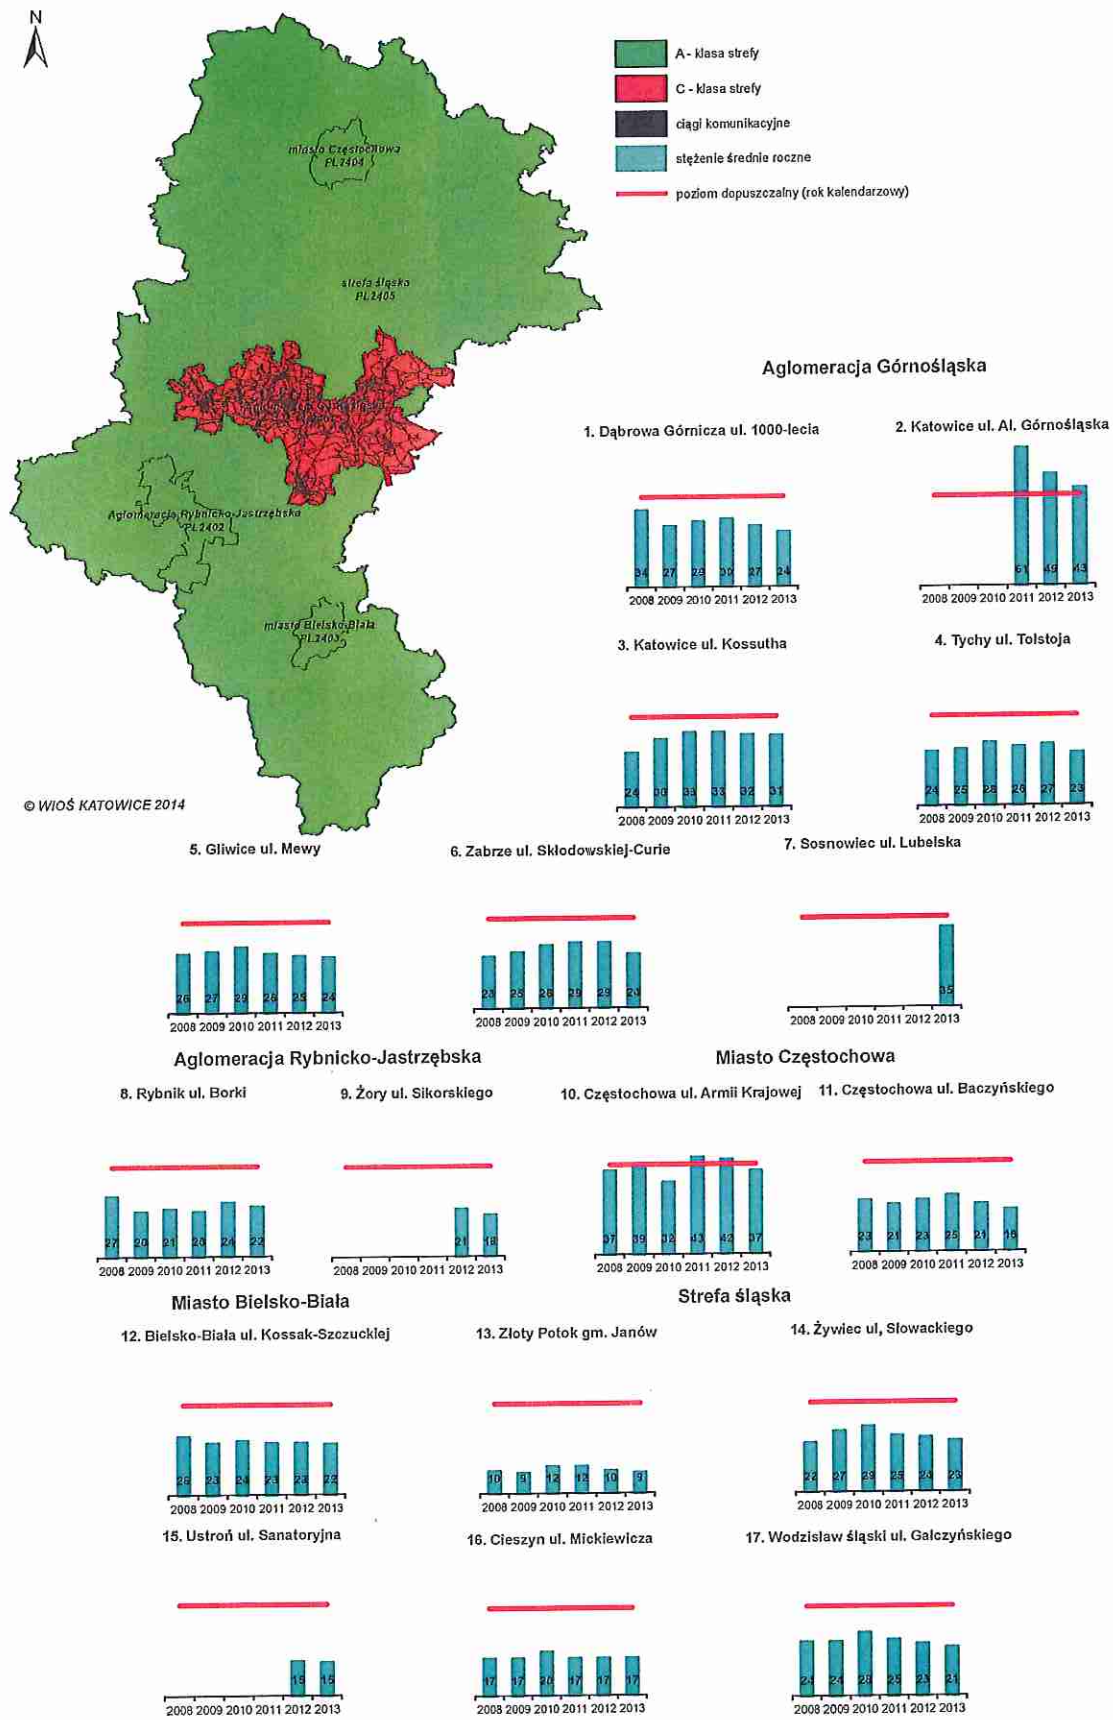 N
A - klasa strefy
C - klasa strefy
ciągi komunikacyjne
stężenie średnie roczne
poziom dopuszczalny (rok kalendarzowy)
miasto Częstochowa
PL2404
strefa śląska
PL2405
Aglomeracja Rybnicko-Jastrzębska
PL2402
miasto Bielsko-Biała
PL2403
© WIOŚ KATOWICE 2014
Aglomeracja Górnośląska
1. Dąbrowa Górnicza ul. 1000-lecia
34 27 29 30 27 24
2008 2009 2010 2011 2012 2013
2. Katowice ul. Al. Górnośląska
61 49 43
2008 2009 2010 2011 2012 2013
3. Katowice ul. Kossutha
24 30 33 33 32 31
2008 2009 2010 2011 2012 2013
4. Tychy ul. Tolstoja
24 25 28 26 27 23
2008 2009 2010 2011 2012 2013
5. Gliwice ul. Mewy
26 27 29 26 25 24
2008 2009 2010 2011 2012 2013
6. Zabrze ul. Skłodowskiej-Curie
23 25 28 29 29 24
2008 2009 2010 2011 2012 2013
7. Sosnowiec ul. Lubelska
35
2008 2009 2010 2011 2012 2013
Aglomeracja Rybnicko-Jastrzębska
8. Rybnik ul. Borki
27 20 21 20 24 22
2008 2009 2010 2011 2012 2013
9. Żory ul. Sikorskiego
21
2008 2009 2010 2011 2012 2013
Miasto Częstochowa
10. Częstochowa ul. Armii Krajowej
37 39 32 43 42 37
2008 2009 2010 2011 2012 2013
11. Częstochowa ul. Baczyńskiego
23 21 23 25 21
2008 2009 2010 2011 2012 2013
Miasto Bielsko-Biała
12. Bielsko-Biała ul. Kossak-Szczuckiej
26 23 24 23 23 22
2008 2009 2010 2011 2012 2013
Strefa śląska
13. Złoty Potok gm. Janów
10 9 12 12 10 9
2008 2009 2010 2011 2012 2013
14. Żywiec ul, Słowackiego
22 27 29 25 24 23
2008 2009 2010 2011 2012 2013
15. Ustroń ul. Sanatoryjna
15 15
2008 2009 2010 2011 2012 2013
16. Cieszyn ul. Mickiewicza
17 17 20 17 17 17
2008 2009 2010 2011 2012 2013
17. Wodzisław śląski ul. Gałczyńskiego
24 24 28 25 23 21
2008 2009 2010 2011 2012 2013